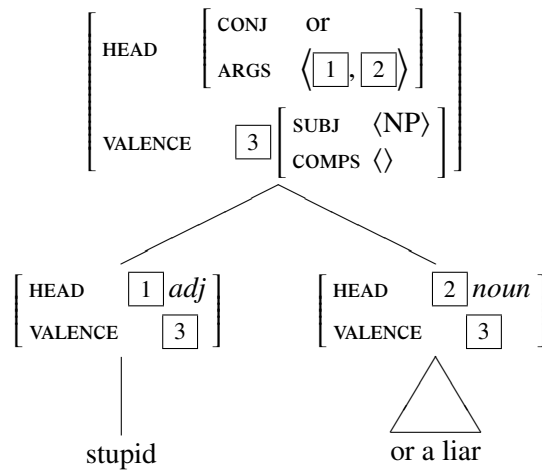 HEAD [CONJ or
ARGS ⟨[1], [2]⟩]
VALENCE [3] [SUBJ ⟨NP⟩
COMPS ⟨⟩]
[HEAD [1] adj] [HEAD [2] noun]
[VALENCE [3]] [VALENCE [3]]
stupid or a liar